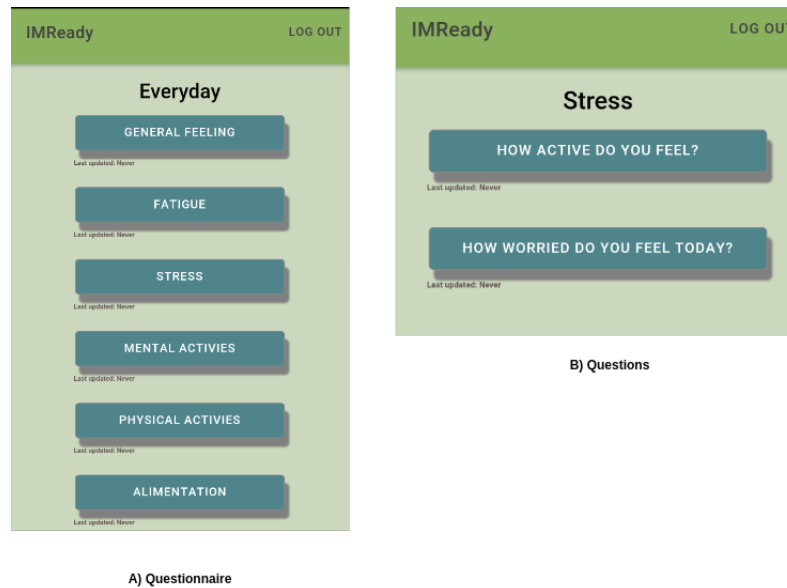 IMReady
LOG OUT
Everyday
GENERAL FEELING
Last updated: Never
FATIGUE
Last updated: Never
STRESS
Last updated: Never
MENTAL ACTIVIES
Last updated: Never
PHYSICAL ACTIVIES
Last updated: Never
ALIMENTATION
Last updated: Never
A) Questionnaire
IMReady
LOG OU
Stress
HOW ACTIVE DO YOU FEEL?
Last updated: Never
HOW WORRIED DO YOU FEEL TODAY?
Last updated: Never
B) Questions